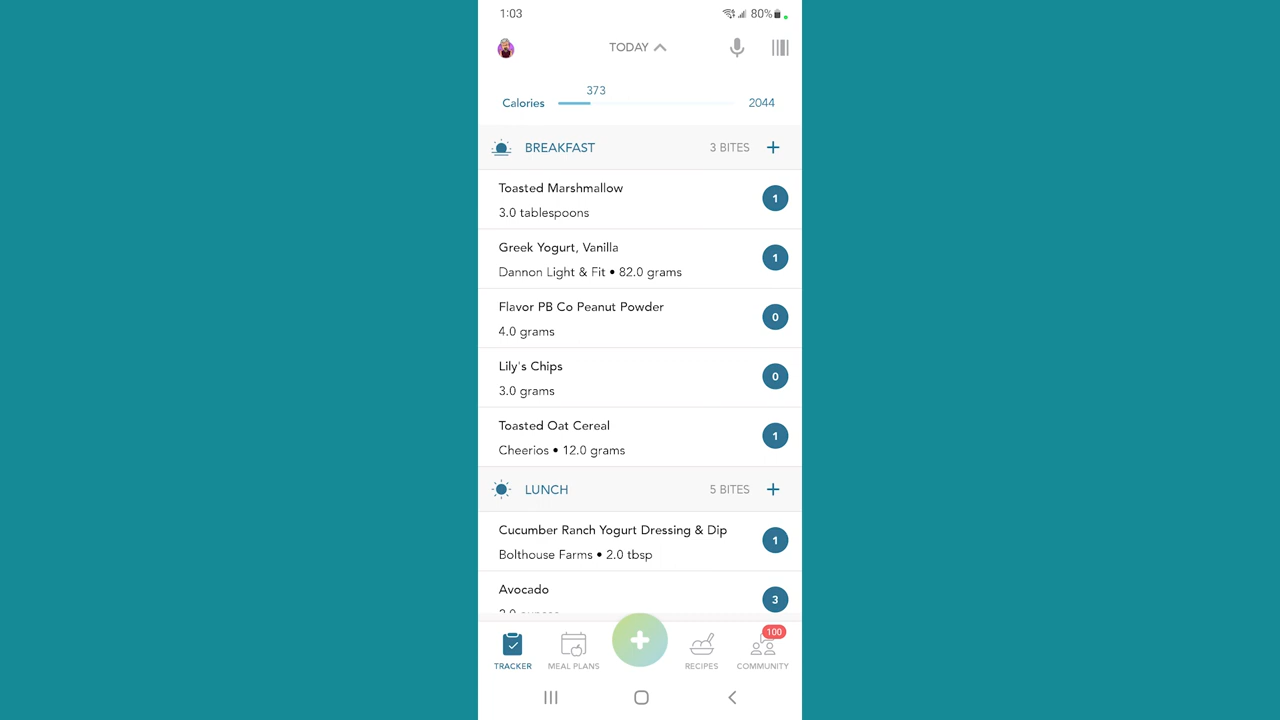 1:03
80%
TODAY
373
Calories
2044
BREAKFAST
3 BITES
Toasted Marshmallow
3.0 tablespoons
1
Greek Yogurt, Vanilla
Dannon Light & Fit • 82.0 grams
1
Flavor PB Co Peanut Powder
4.0 grams
0
Lily's Chips
3.0 grams
0
Toasted Oat Cereal
Cheerios • 12.0 grams
1
LUNCH
5 BITES
Cucumber Ranch Yogurt Dressing & Dip
Bolthouse Farms • 2.0 tbsp
1
Avocado
3
100
TRACKER
MEAL PLANS
RECIPES
COMMUNITY